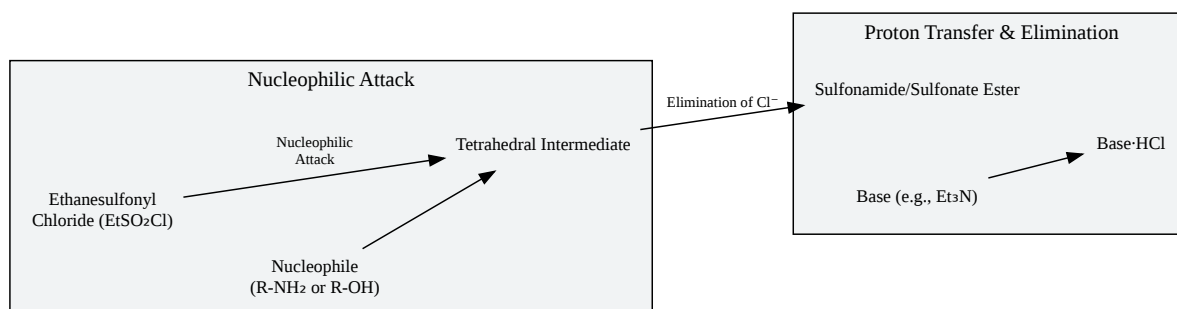 Proton Transfer & Elimination
Nucleophilic Attack
Elimination of Cl⁻
Sulfonamide/Sulfonate Ester
Nucleophilic
Attack
Tetrahedral Intermediate
Base·HCl
Ethanesulfonyl
Chloride (EtSO₂Cl)
Base (e.g., Et₃N)
Nucleophile
(R-NH₂ or R-OH)